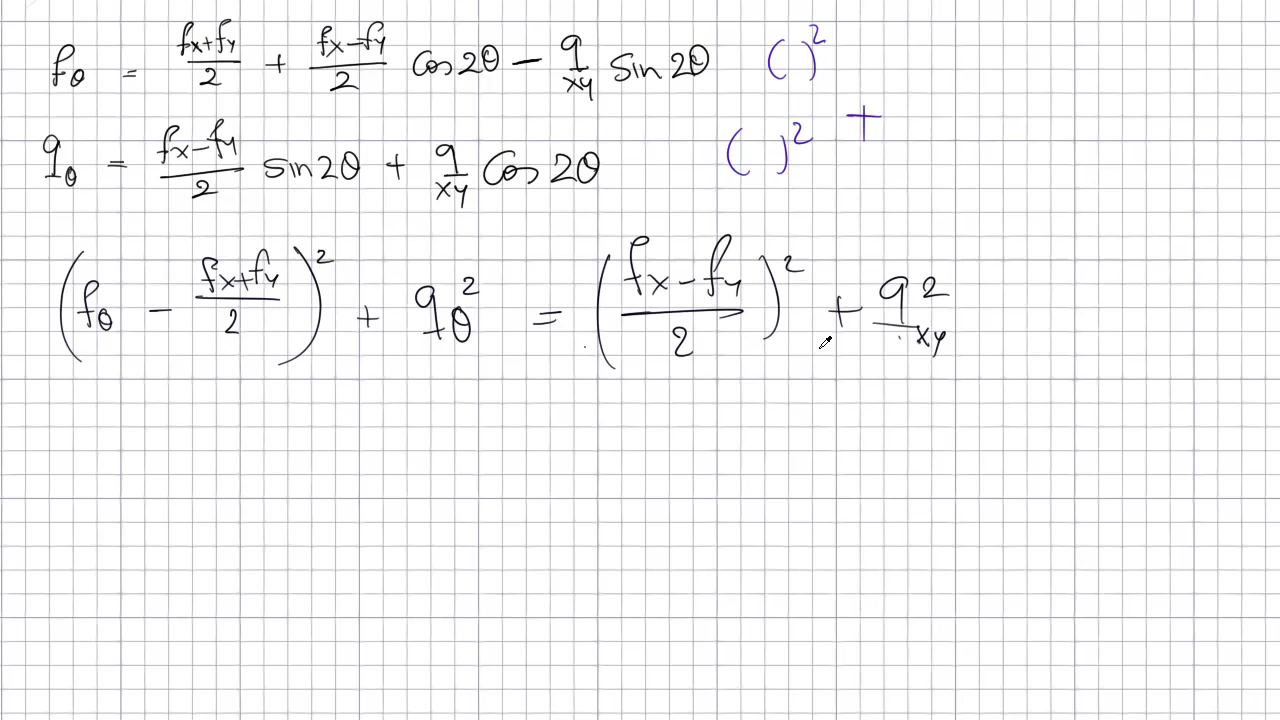 fθ = (fx+fy)/2 + (fx−fy)/2 cos2θ − qxy sin2θ ( )²
qθ = (fx−fy)/2 sin2θ + qxy cos2θ ( )² +
(fθ − (fx+fy)/2)² + qθ² = ((fx−fy)/2)² + q²xy